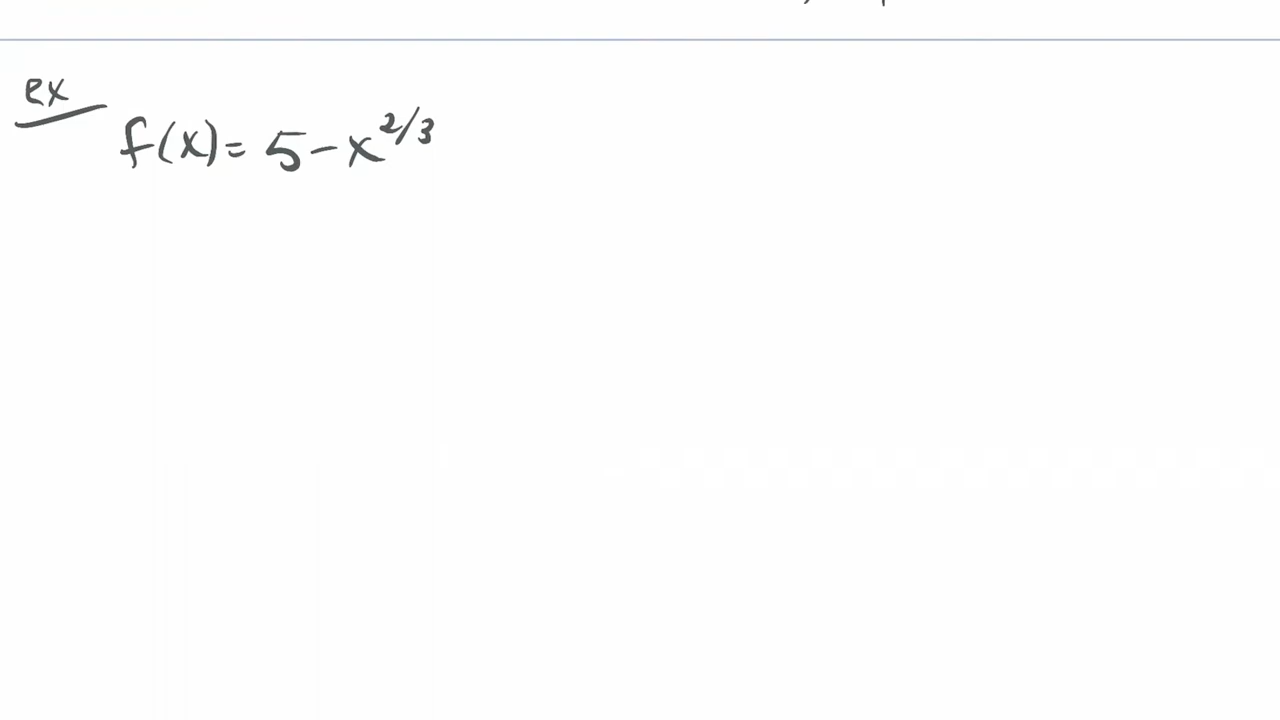 ex
f(x) = 5 - x^{2/3}